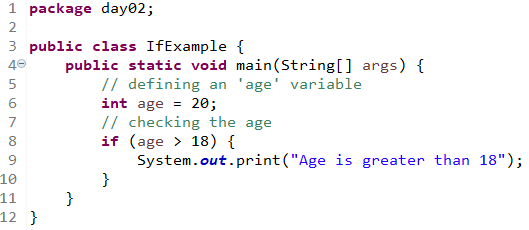 1 package day02;
2
3 public class IfExample {
4     public static void main(String[] args) {
5         // defining an 'age' variable
6         int age = 20;
7         // checking the age
8         if (age > 18) {
9             System.out.print("Age is greater than 18");
10         }
11     }
12 }